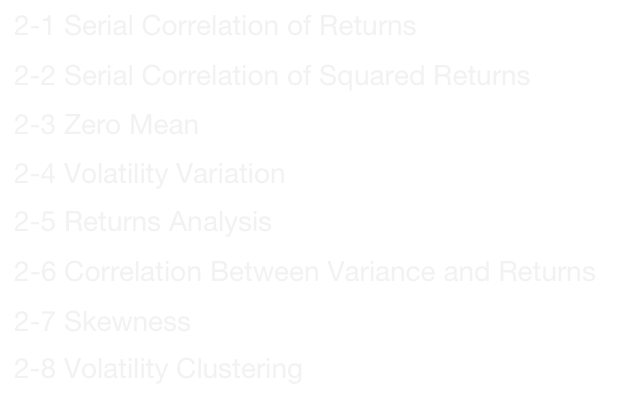 2-1 Serial Correlation of Returns
2-2 Serial Correlation of Squared Returns
2-3 Zero Mean
2-4 Volatility Variation
2-5 Returns Analysis
2-6 Correlation Between Variance and Returns
2-7 Skewness
2-8 Volatility Clustering